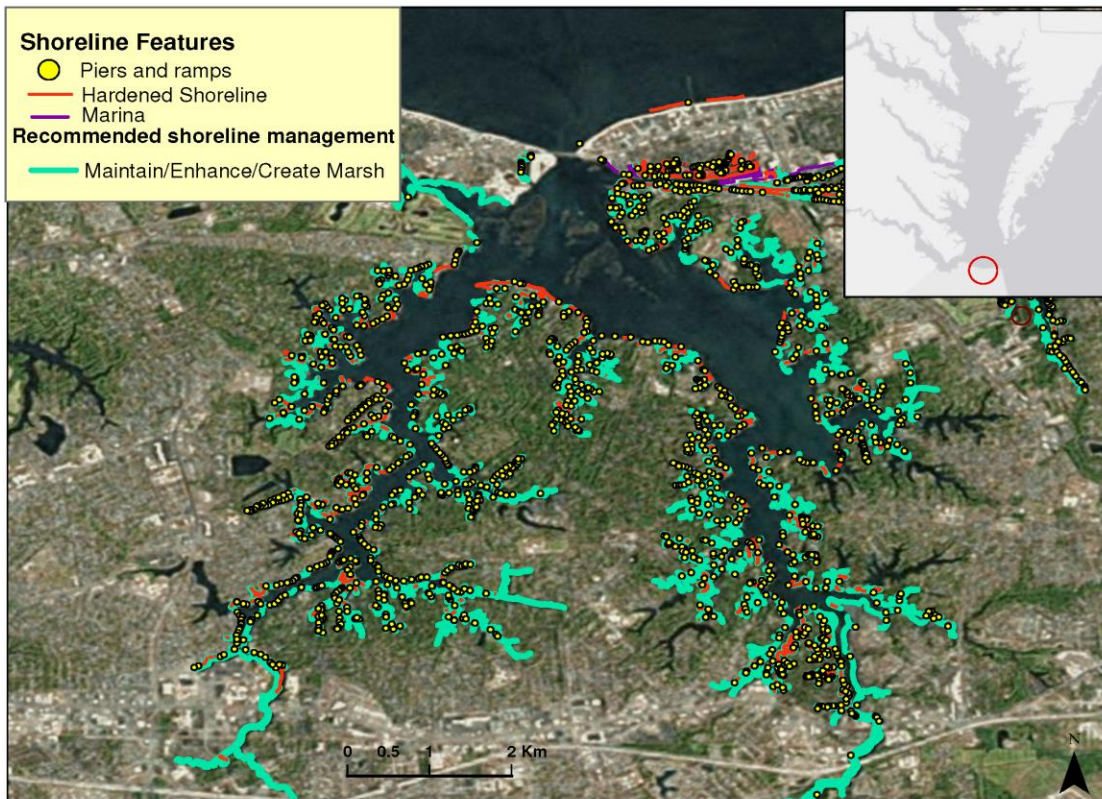 Shoreline Features
Piers and ramps
Hardened Shoreline
Marina
Recommended shoreline management
Maintain/Enhance/Create Marsh
0 0.5 1 2 Km
N